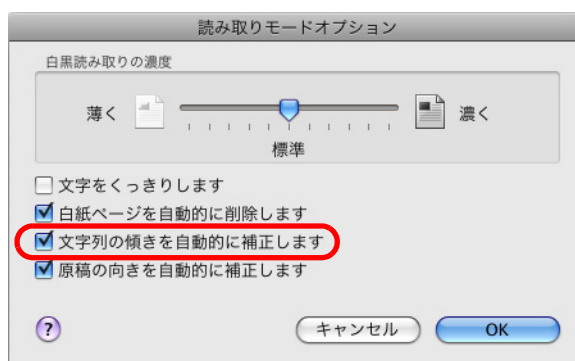 読み取りモードオプション
白黒読み取りの濃度
薄く 濃く
標準
文字をくっきりします
白紙ページを自動的に削除します
文字列の傾きを自動的に補正します
原稿の向きを自動的に補正します
? キャンセル OK